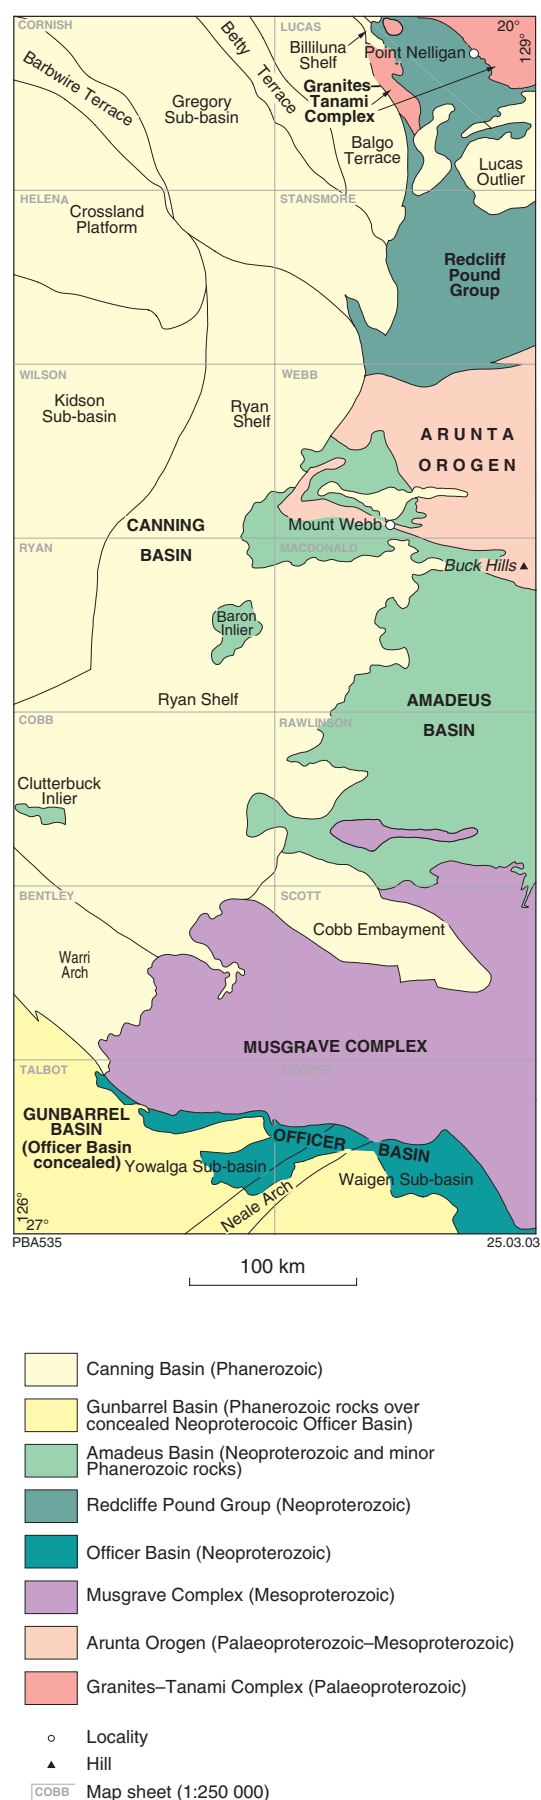 CORNISH
LUCAS
20°
129°
Billiluna
Shelf
Point Nelligan
Betty Terrace
Barbwire Terrace
Granites–
Tanami
Complex
Gregory
Sub-basin
Balgo
Terrace
Lucas
Outlier
HELENA
STANSMORE
Crossland
Platform
Redcliff
Pound
Group
WILSON
WEBB
Kidson
Sub-basin
Ryan
Shelf
ARUNTA
OROGEN
CANNING
BASIN
Mount Webb
RYAN
MACDONALD
Buck Hills
Baron
Inlier
Ryan Shelf
AMADEUS
BASIN
COBB
RAWLINSON
Clutterbuck
Inlier
BENTLEY
SCOTT
Cobb Embayment
Warri
Arch
MUSGRAVE COMPLEX
TALBOT
COOPER
GUNBARREL
BASIN
(Officer Basin
concealed)
OFFICER BASIN
Yowalga Sub-basin
Waigen Sub-basin
Neale Arch
126°
27°
PBA535
25.03.03
100 km
Canning Basin (Phanerozoic)
Gunbarrel Basin (Phanerozoic rocks over
concealed Neoproterocoic Officer Basin)
Amadeus Basin (Neoproterozoic and minor
Phanerozoic rocks)
Redcliffe Pound Group (Neoproterozoic)
Officer Basin (Neoproterozoic)
Musgrave Complex (Mesoproterozoic)
Arunta Orogen (Palaeoproterozoic–Mesoproterozoic)
Granites–Tanami Complex (Palaeoproterozoic)
Locality
Hill
COBB Map sheet (1:250 000)